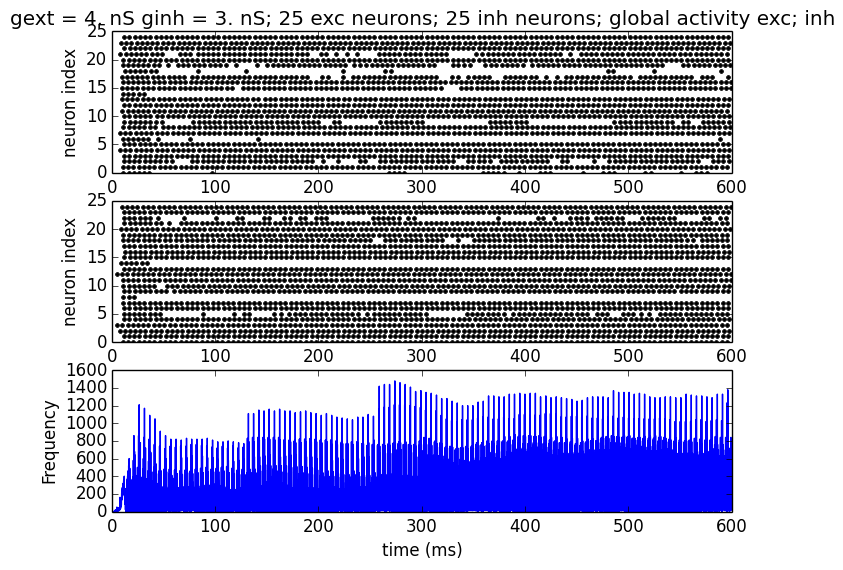 gext = 4. nS ginh = 3. nS; 25 exc neurons; 25 inh neurons; global activity exc; inh
25
20
15
10
5
0
neuron index
0 100 200 300 400 500 600
25
20
15
10
5
0
neuron index
0 100 200 300 400 500 600
1600
1400
1200
1000
800
600
400
200
0
Frequency
0 100 200 300 400 500 600
time (ms)